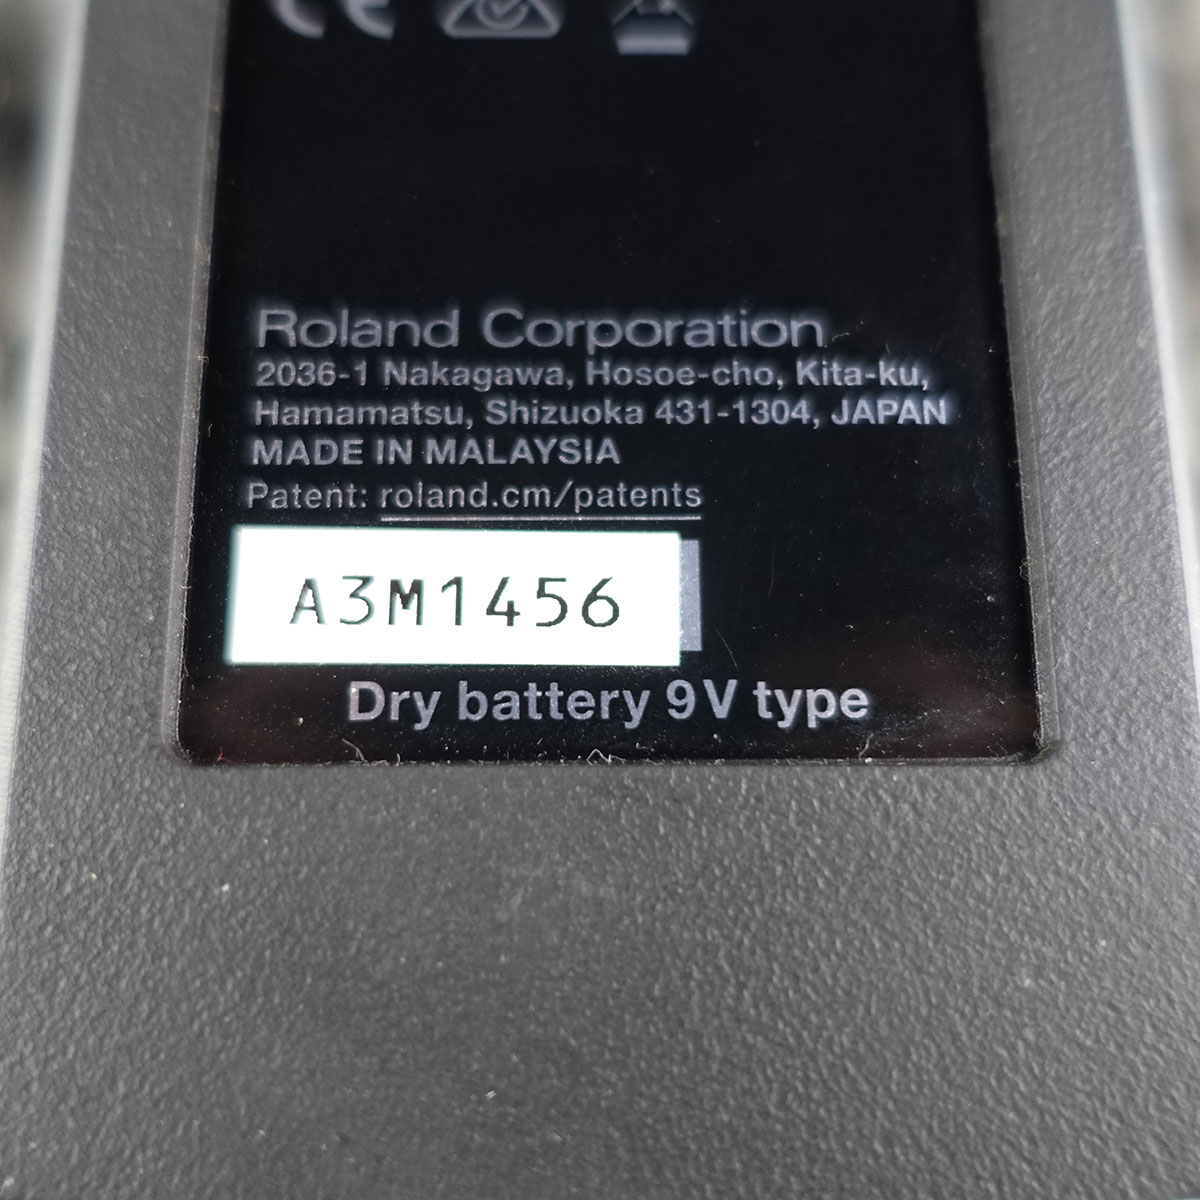 CE
Roland Corporation
2036-1 Nakagawa, Hosoe-cho, Kita-ku,
Hamamatsu, Shizuoka 431-1304, JAPAN
MADE IN MALAYSIA
Patent: roland.cm/patents
A3M1456
Dry battery 9V type